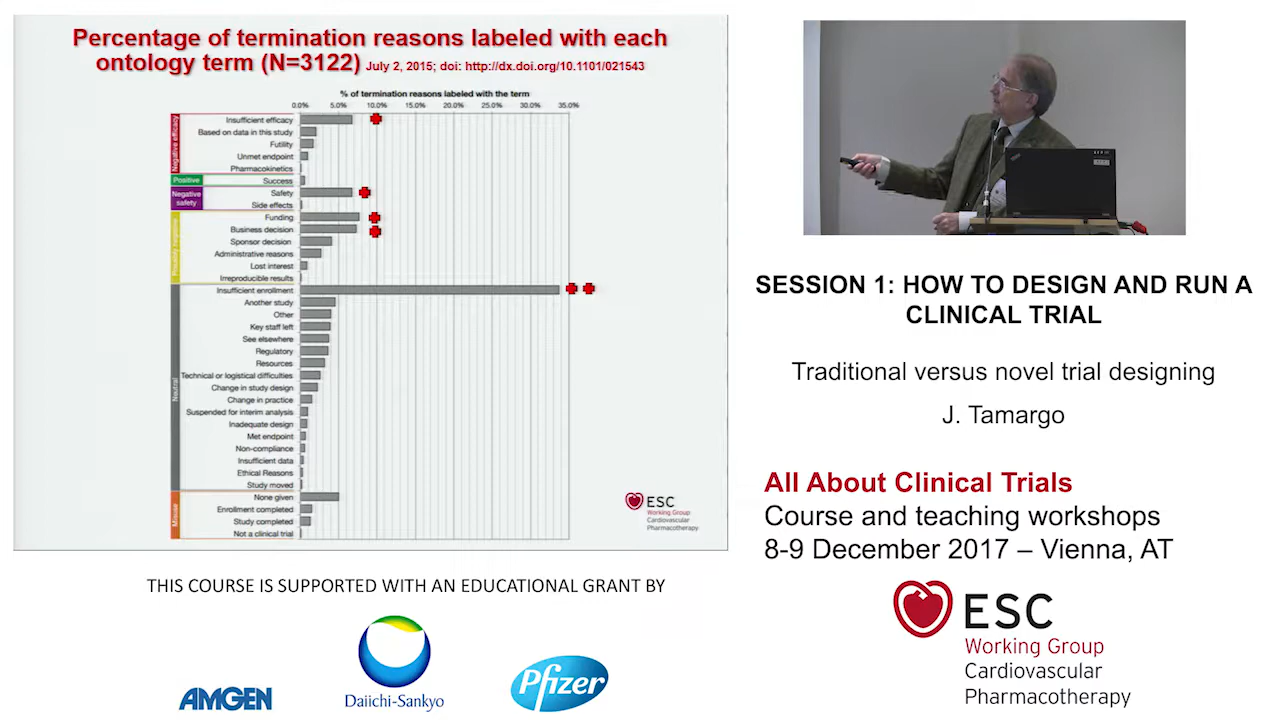 Percentage of termination reasons labeled with each
ontology term (N=3122) July 2, 2015; doi: http://dx.doi.org/10.1101/021543
% of termination reasons labeled with the term
0.0% 5.0% 10.0% 15.0% 20.0% 25.0% 30.0% 35.0%
Negative efficacy
Insufficient efficacy
Based on data in this study
Futility
Unmet endpoint
Pharmacokinetics
Positive
Success
Negative
safety
Safety
Side effects
Funding
Business decision
Sponsor decision
Administrative reasons
Lost interest
Irreproducible results
Neutral
Insufficient enrollment
Another study
Other
Key staff left
See elsewhere
Regulatory
Resources
Technical or logistical difficulties
Change in study design
Change in practice
Suspended for interim analysis
Inadequate design
Met endpoint
Non-compliance
Insufficient data
Ethical Reasons
Study moved
Misuse
None given
Enrollment completed
Study completed
Not a clinical trial
ESC
Working Group
Cardiovascular
Pharmacotherapy
SESSION 1: HOW TO DESIGN AND RUN A
CLINICAL TRIAL
Traditional versus novel trial designing
J. Tamargo
All About Clinical Trials
Course and teaching workshops
8-9 December 2017 – Vienna, AT
ESC
Working Group
Cardiovascular
Pharmacotherapy
THIS COURSE IS SUPPORTED WITH AN EDUCATIONAL GRANT BY
AMGEN
Daiichi-Sankyo
Pfizer